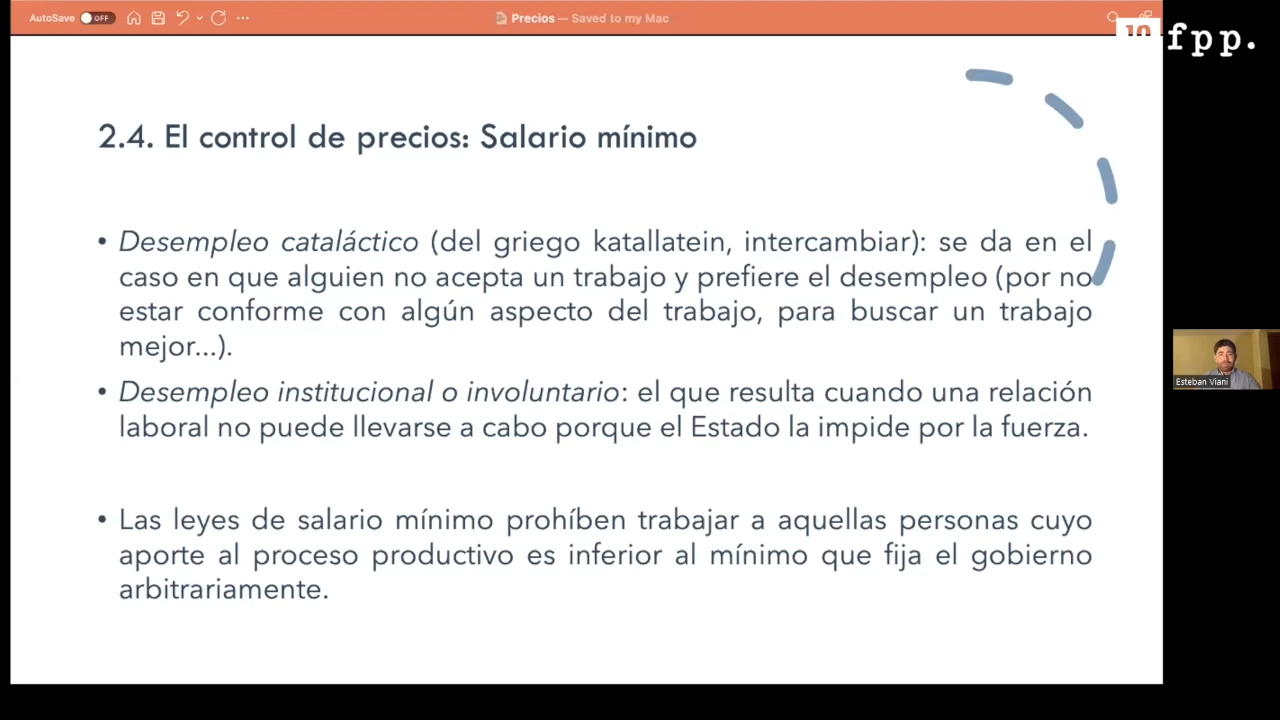 AutoSave OFF
Precios — Saved to my Mac
10 fpp.
2.4. El control de precios: Salario mínimo
• Desempleo cataláctico (del griego katallatein, intercambiar): se da en el
caso en que alguien no acepta un trabajo y prefiere el desempleo (por no
estar conforme con algún aspecto del trabajo, para buscar un trabajo
mejor...).
• Desempleo institucional o involuntario: el que resulta cuando una relación
laboral no puede llevarse a cabo porque el Estado la impide por la fuerza.
• Las leyes de salario mínimo prohíben trabajar a aquellas personas cuyo
aporte al proceso productivo es inferior al mínimo que fija el gobierno
arbitrariamente.
Esteban Viani